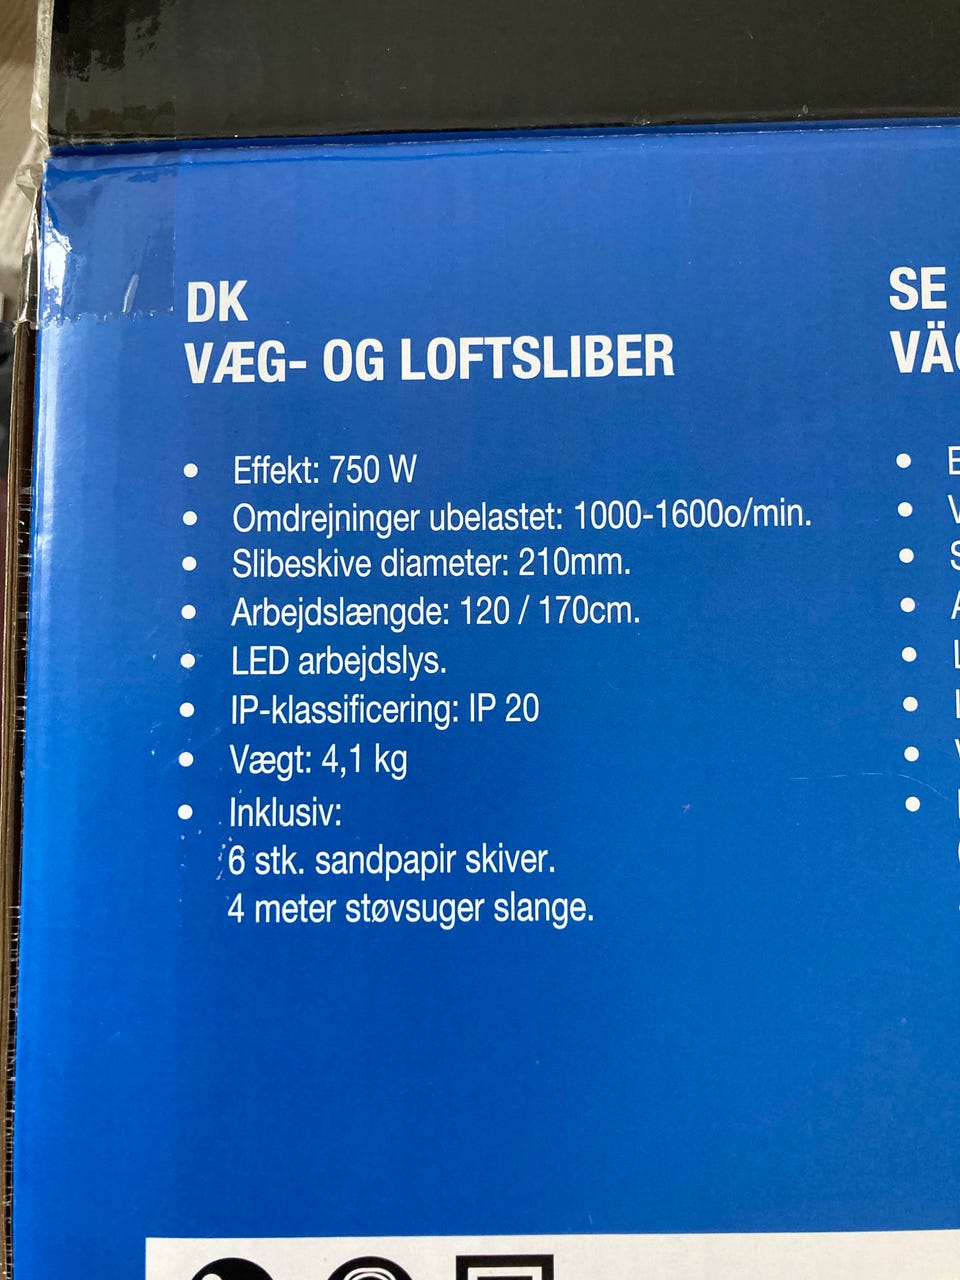 DK
VÆG- OG LOFTSLIBER
• Effekt: 750 W
• Omdrejninger ubelastet: 1000-1600o/min.
• Slibeskive diameter: 210mm.
• Arbejdslængde: 120 / 170cm.
• LED arbejdslys.
• IP-klassificering: IP 20
• Vægt: 4,1 kg
• Inklusiv:
6 stk. sandpapir skiver.
4 meter støvsuger slange.
SE